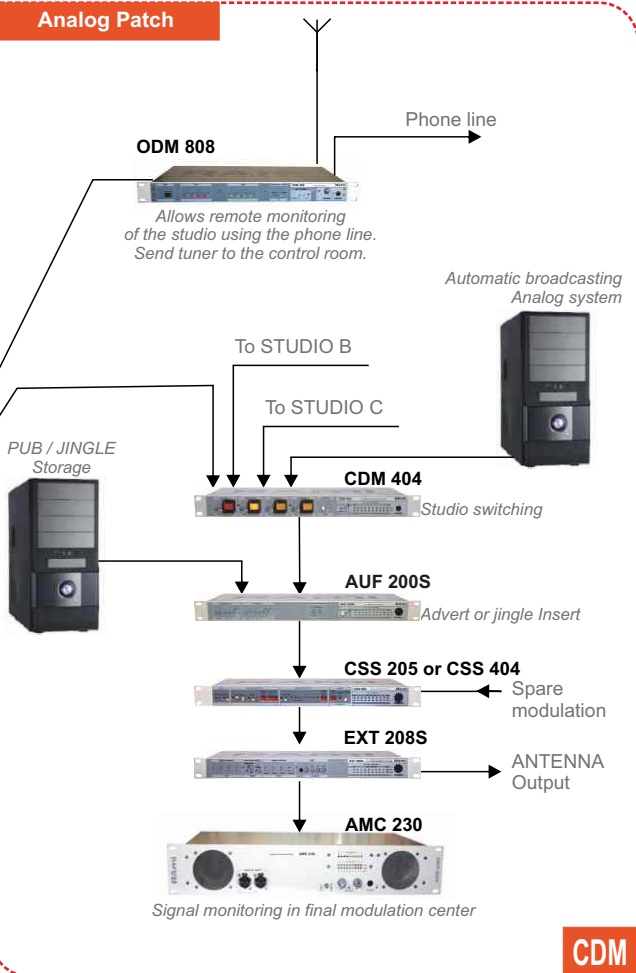 Analog Patch
Phone line
ODM 808
Allows remote monitoring
of the studio using the phone line.
Send tuner to the control room.
Automatic broadcasting
Analog system
To STUDIO B
To STUDIO C
PUB / JINGLE
Storage
CDM 404
Studio switching
AUF 200S
Advert or jingle Insert
CSS 205 or CSS 404
Spare
modulation
EXT 208S
ANTENNA
Output
AMC 230
Signal monitoring in final modulation center
CDM